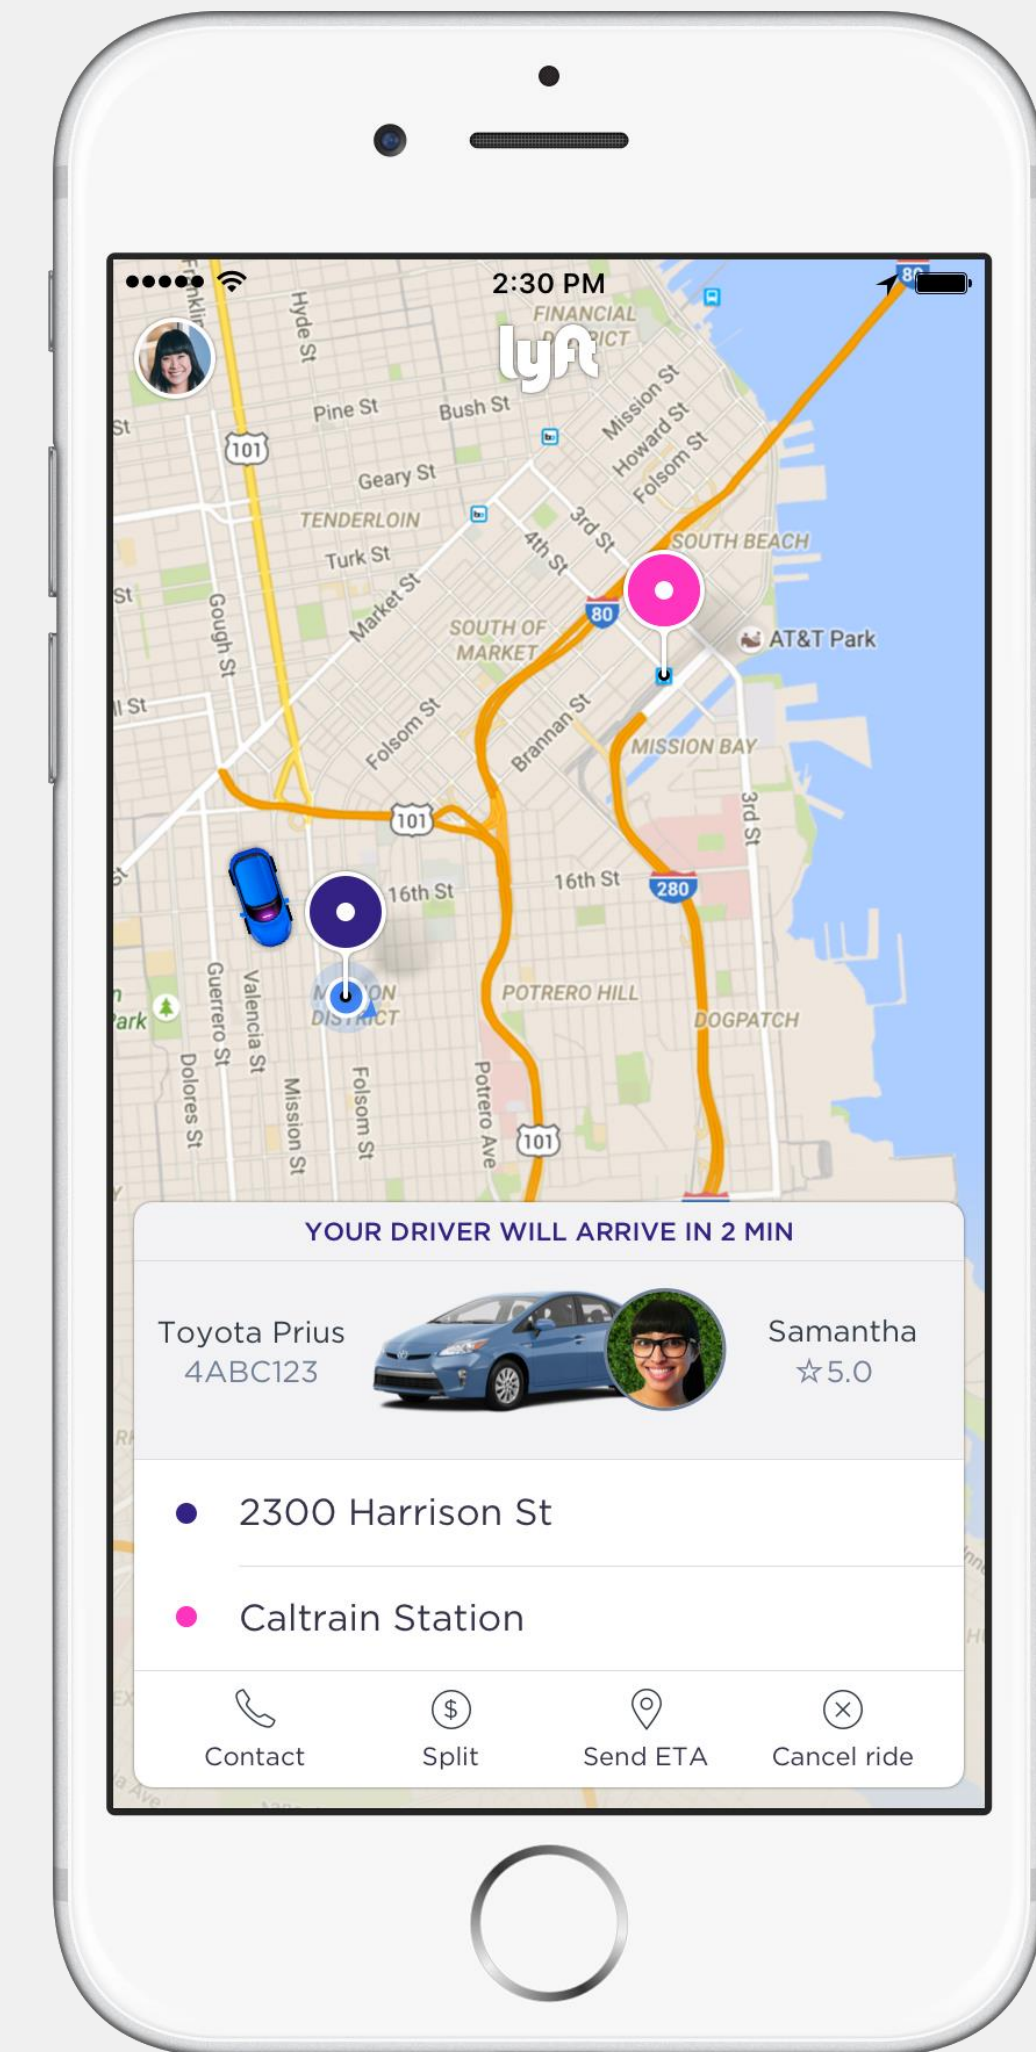 2:30 PM
80
Hyde St
FINANCIAL
lyft
Pine St
Bush St
Mission St
Howard St
Folsom St
St
101
Geary St
TENDERLOIN
3rd St
4th St
SOUTH BEACH
Turk St
Market St
St
Gough St
80
SOUTH OF
MARKET
AT&T Park
St
Folsom St
Brannan St
MISSION BAY
3rd St
101
16th St
16th St
280
Guerrero St
Valencia St
POTRERO HILL
DOGPATCH
Dolores St
Mission St
Folsom St
Potrero Ave
101
YOUR DRIVER WILL ARRIVE IN 2 MIN
Toyota Prius
4ABC123
Samantha
☆5.0
2300 Harrison St
Caltrain Station
Contact
$
Split
Send ETA
Cancel ride